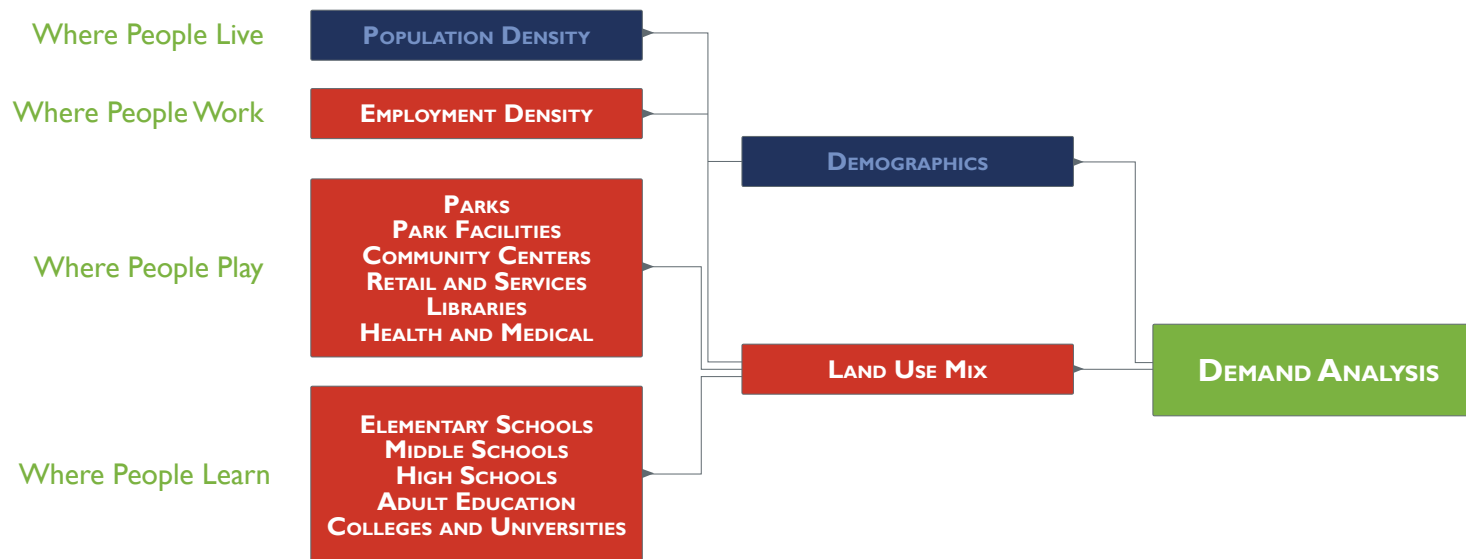 Where People Live
Population Density
Where People Work
Employment Density
Demographics
Where People Play
Parks
Park Facilities
Community Centers
Retail and Services
Libraries
Health and Medical
Land Use Mix
Demand Analysis
Where People Learn
Elementary Schools
Middle Schools
High Schools
Adult Education
Colleges and Universities